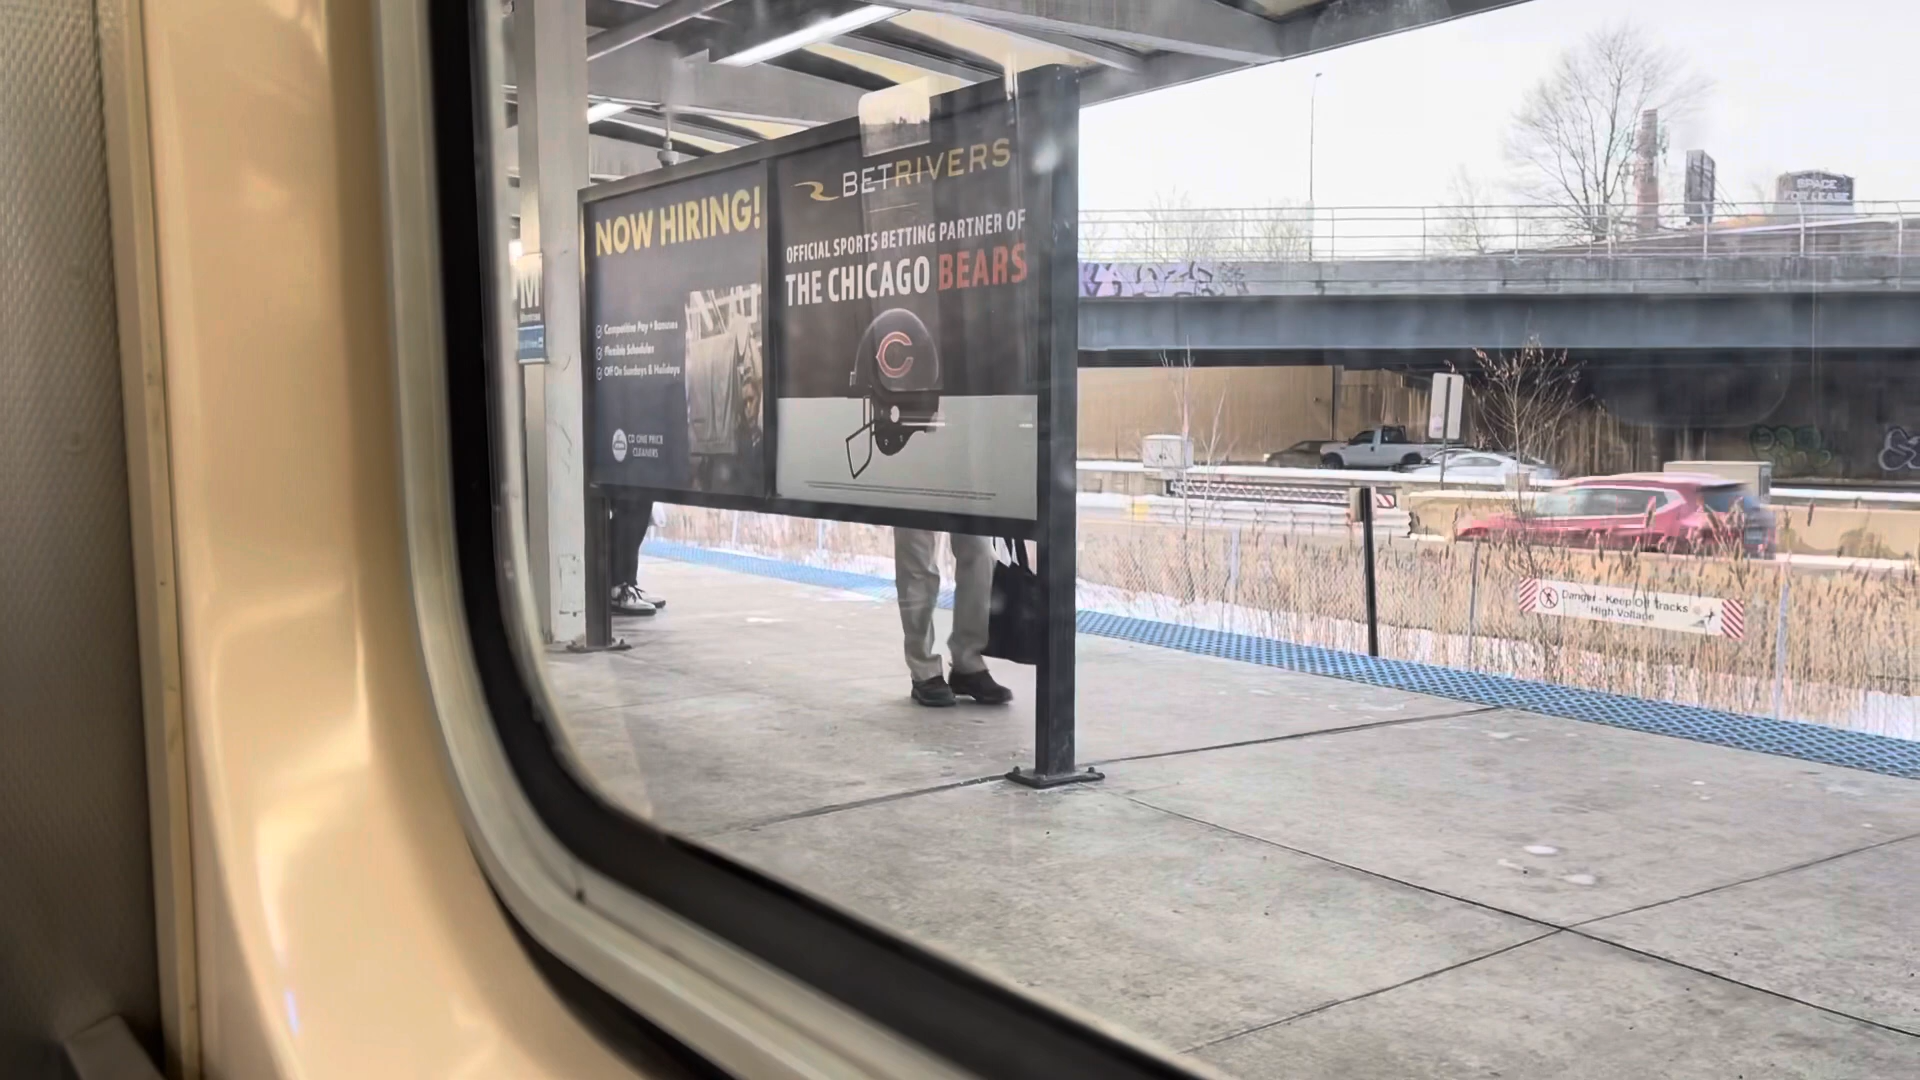 NOW HIRING!
Competitive Pay • Bonuses
Flexible Schedules
Off On Sundays & Holidays
CD ONE PRICE
CLEANERS
BETRIVERS
OFFICIAL SPORTS BETTING PARTNER OF
THE CHICAGO BEARS
C
M
SPACE
FOR LEASE
Danger - Keep Off Tracks
High Voltage